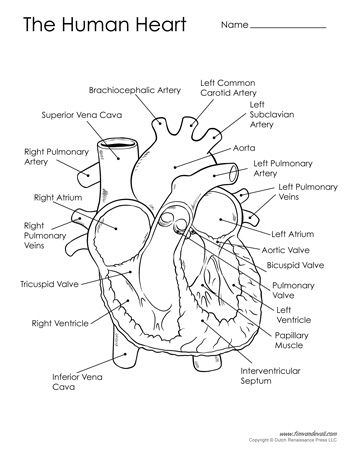 The Human Heart
Name
Brachiocephalic Artery
Left Common
Carotid Artery
Superior Vena Cava
Left
Subclavian
Artery
Aorta
Right Pulmonary
Artery
Left Pulmonary
Artery
Left Pulmonary
Veins
Right Atrium
Right
Pulmonary
Veins
Left Atrium
Aortic Valve
Bicuspid Valve
Tricuspid Valve
Pulmonary
Valve
Left
Ventricle
Right Ventricle
Papillary
Muscle
Interventricular
Septum
Inferior Vena
Cava
www.timvandevall.com
Copyright © Dutch Renaissance Press LLC